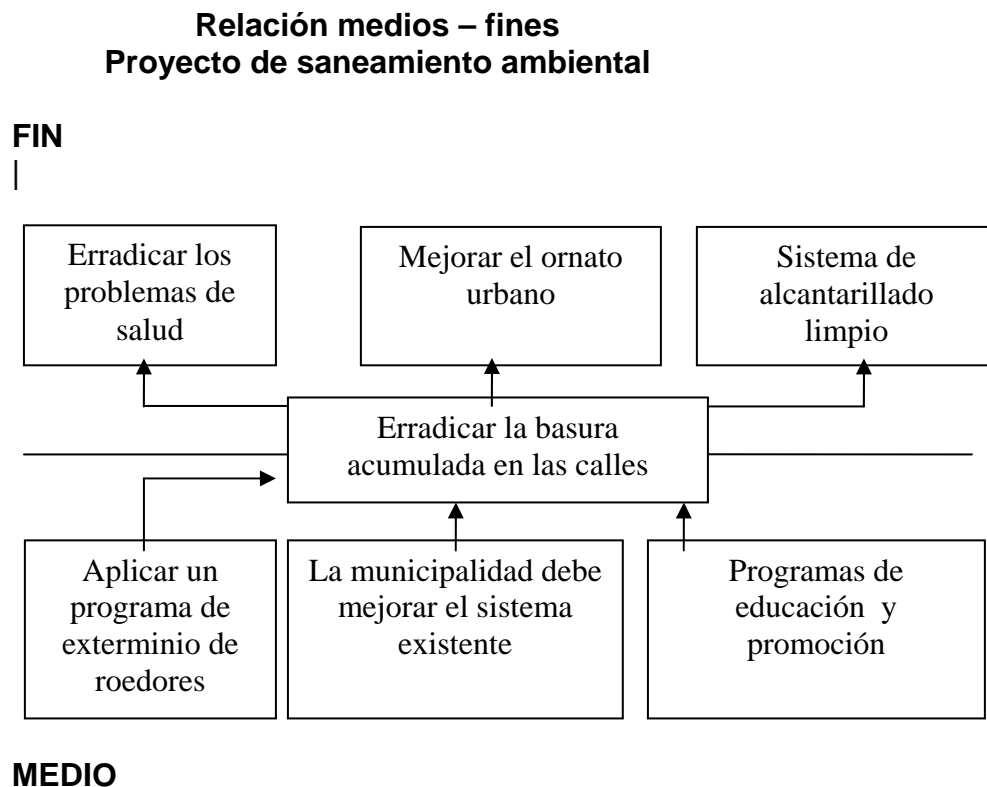 Relación medios – fines
Proyecto de saneamiento ambiental
FIN
|
Erradicar los
problemas de
salud
Mejorar el ornato
urbano
Sistema de
alcantarillado
limpio
Erradicar la basura
acumulada en las calles
Aplicar un
programa de
exterminio de
roedores
La municipalidad debe
mejorar el sistema
existente
Programas de
educación y
promoción
MEDIO